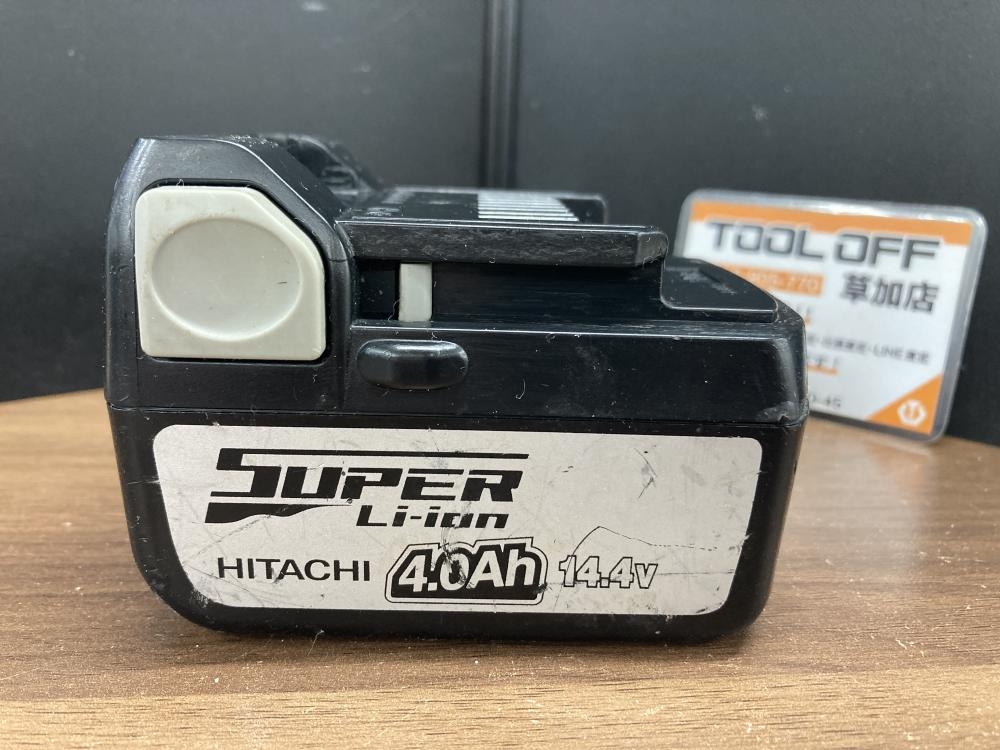 SUPER
Li-ion
HITACHI 4.0Ah 14.4V
TOOL OFF
草加店